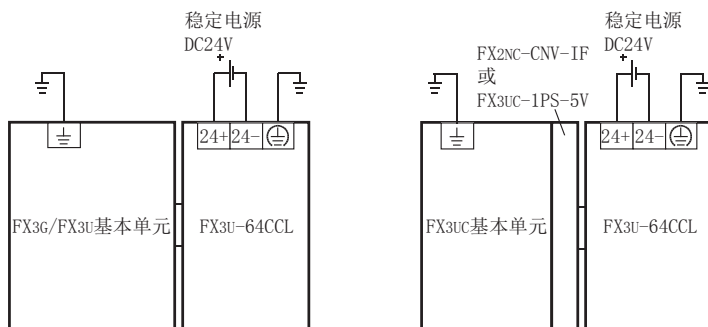 稳定电源
DC24V
+
24+ 24-
FX3G/FX3U基本单元
FX3U-64CCL
稳定电源
DC24V
+
FX2NC-CNV-IF
或
FX3UC-1PS-5V
24+ 24-
FX3UC基本单元
FX3U-64CCL